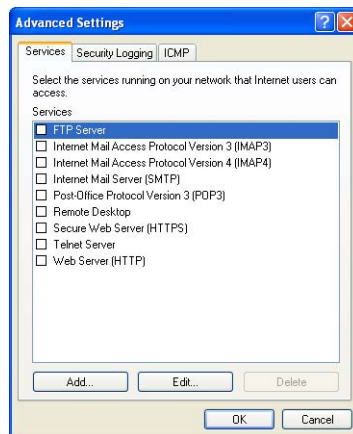 Advanced Settings
Services Security Logging ICMP
Select the services running on your network that Internet users can
access.
Services
FTP Server
Internet Mail Access Protocol Version 3 (IMAP3)
Internet Mail Access Protocol Version 4 (IMAP4)
Internet Mail Server (SMTP)
Post-Office Protocol Version 3 (POP3)
Remote Desktop
Secure Web Server (HTTPS)
Telnet Server
Web Server (HTTP)
Add... Edit... Delete
OK Cancel